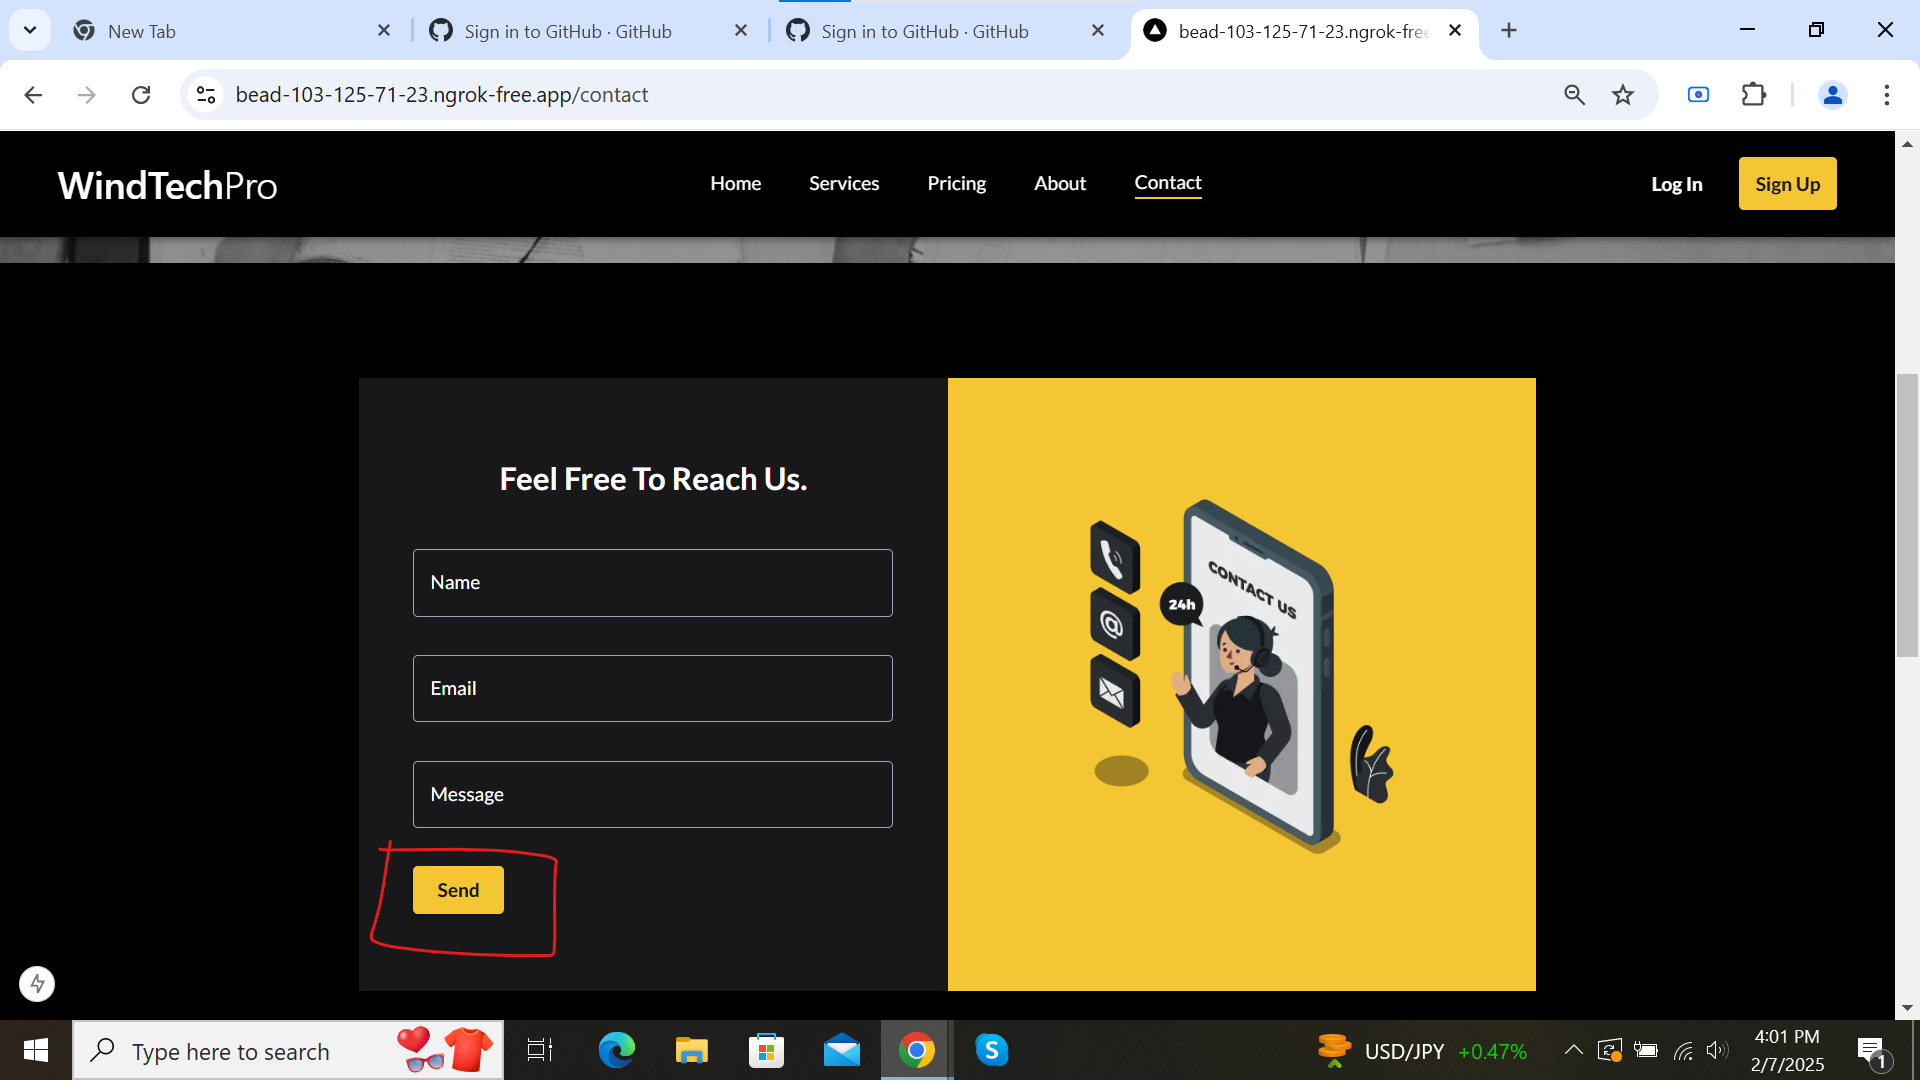 New Tab
Sign in to GitHub · GitHub
Sign in to GitHub · GitHub
bead-103-125-71-23.ngrok-free
bead-103-125-71-23.ngrok-free.app/contact
WindTechPro
Home
Services
Pricing
About
Contact
Log In
Sign Up
Feel Free To Reach Us.
Name
Email
Message
Send
CONTACT US
24h
Type here to search
S
USD/JPY +0.47%
4:01 PM
2/7/2025
1